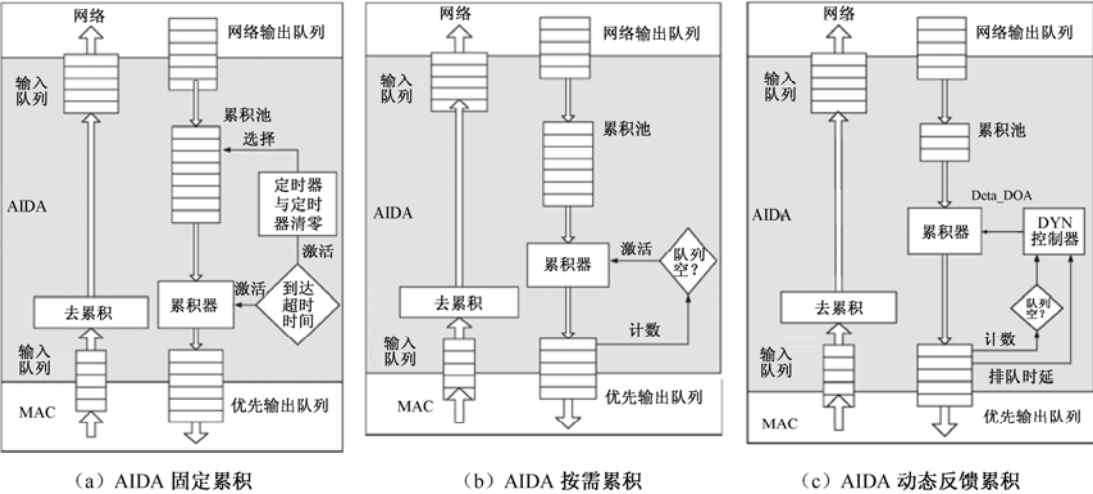 网络
网络输出队列
输入
队列
累积池
选择
定时器
与定时
器清零
AIDA
激活
激活
到达
超时
时间
累积器
去累积
输入
队列
MAC
优先输出队列
(a) AIDA 固定累积
网络
网络输出队列
输入
队列
累积池
AIDA
激活
队列
空?
累积器
去累积
计数
输入
队列
MAC
优先输出队列
(b) AIDA 按需累积
网络
网络输出队列
输入
队列
累积池
Deta_DOA
AIDA
累积器
DYN
控制器
队列
空?
去累积
计数
输入
队列
排队时延
MAC
优先输出队列
(c) AIDA 动态反馈累积